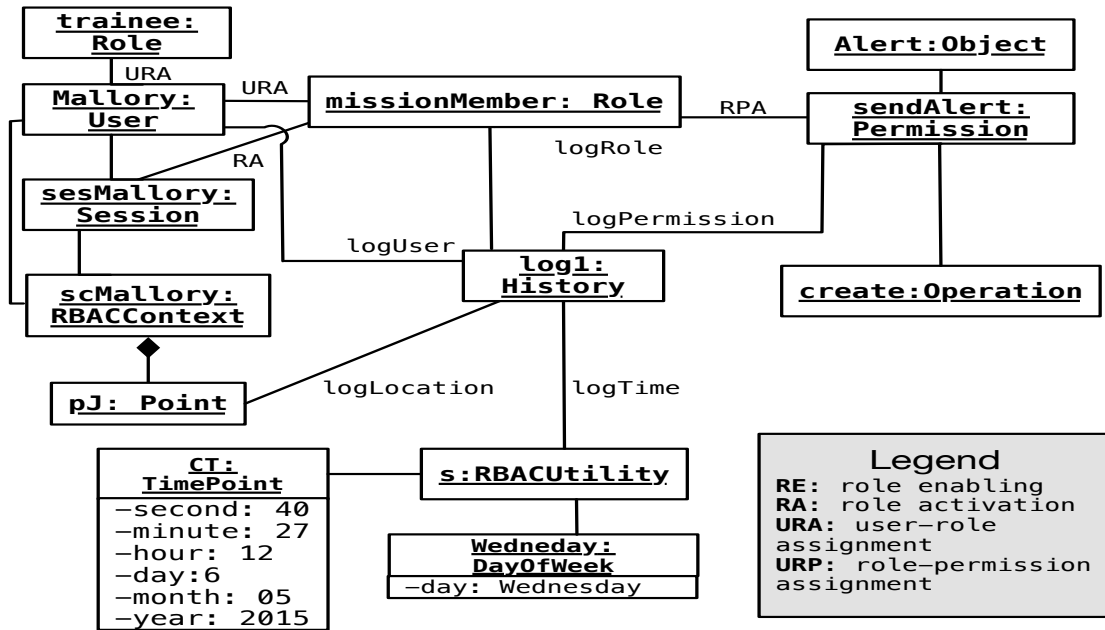 trainee:
Role
URA
Mallory:
User
URA
missionMember: Role
RPA
Alert:Object
sendAlert:
Permission
logRole
RA
sesMallory:
Session
logPermission
logUser
log1:
History
scMallory:
RBACContext
create:Operation
pJ: Point
logLocation
logTime
CT:
TimePoint
−second: 40
−minute: 27
−hour: 12
−day:6
−month: 05
−year: 2015
s:RBACUtility
Wedneday:
DayOfWeek
−day: Wednesday
Legend
RE: role enabling
RA: role activation
URA: user−role
assignment
URP: role−permission
assignment